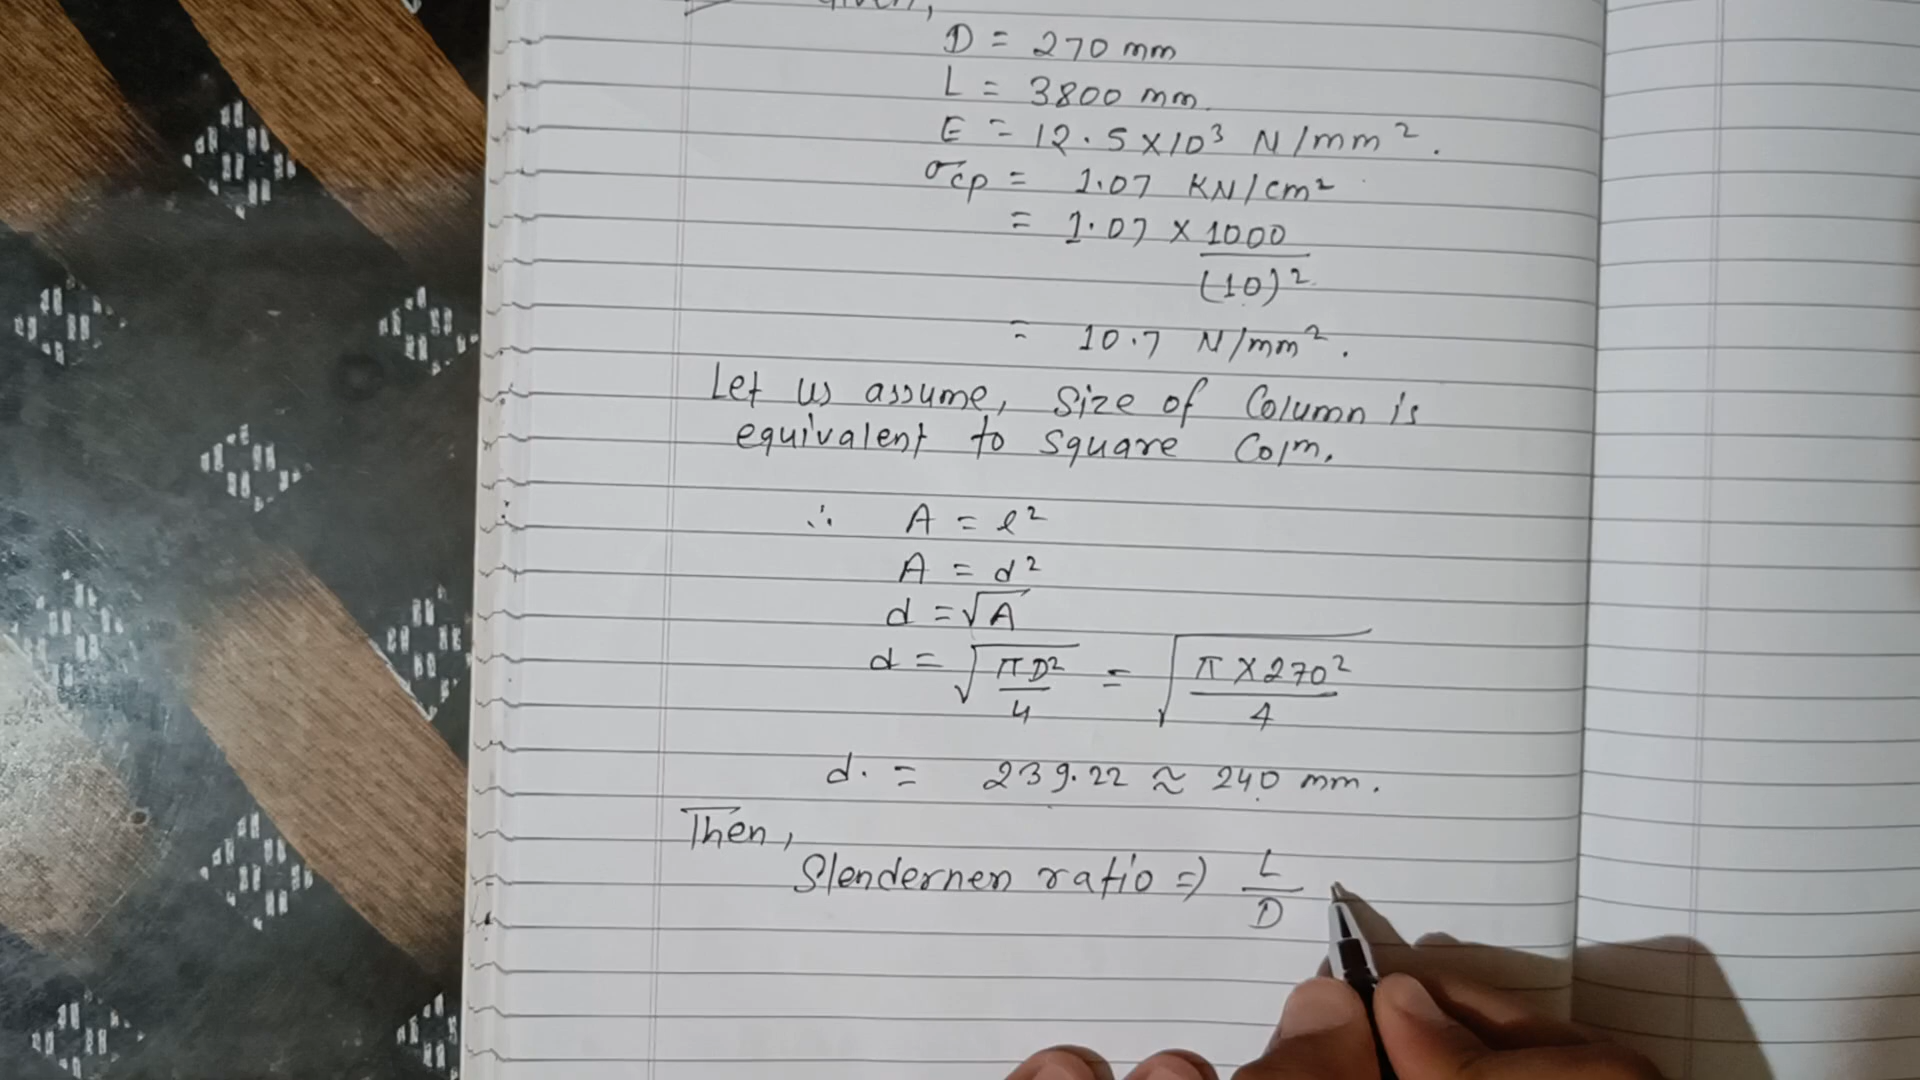 Given,
D = 270 mm
L = 3800 mm.
E = 12.5×10³ N/mm².
σcp = 1.07 KN/cm²
= 1.07 × 1000
(10)²
= 10.7 N/mm².
Let us assume, Size of Column is
equivalent to square Colm.
∴ A = l²
A = d²
d = √A
d = √πD²/4 = √π×270²/4
d. = 239.22 ≈ 240 mm.
Then,
Slenderness ratio ⇒ L/D